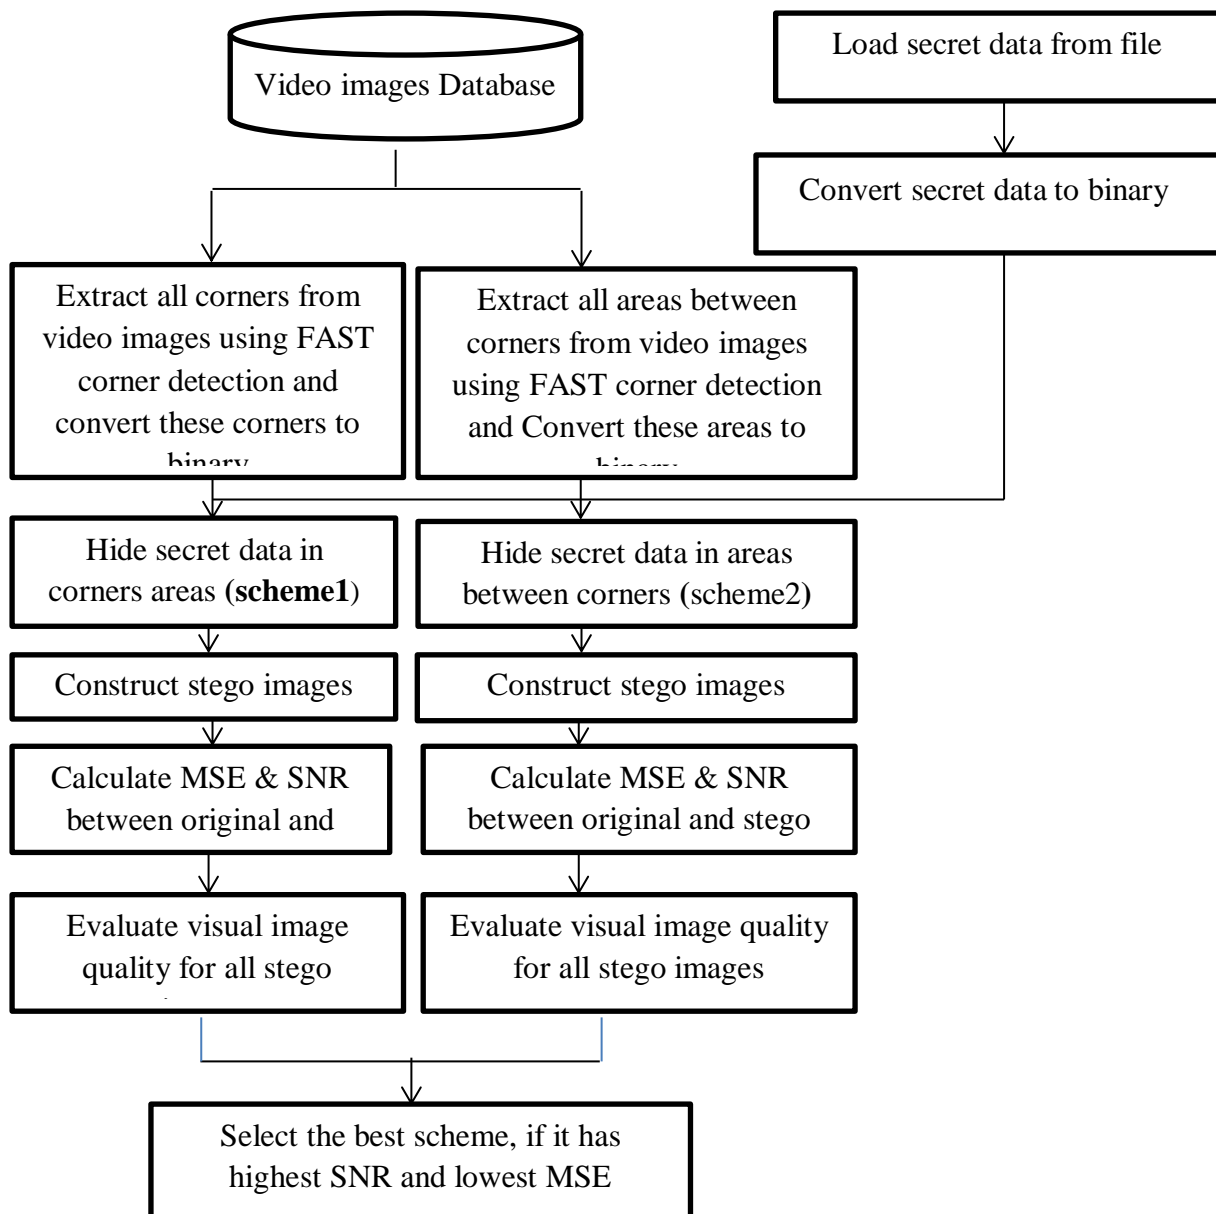 Video images Database
Load secret data from file
Convert secret data to binary
Extract all corners from
video images using FAST
corner detection and
convert these corners to
binary
Extract all areas between
corners from video images
using FAST corner detection
and Convert these areas to
binary
Hide secret data in
corners areas (scheme1)
Hide secret data in areas
between corners (scheme2)
Construct stego images
Construct stego images
Calculate MSE & SNR
between original and
Calculate MSE & SNR
between original and stego
Evaluate visual image
quality for all stego
Evaluate visual image quality
for all stego images
Select the best scheme, if it has
highest SNR and lowest MSE